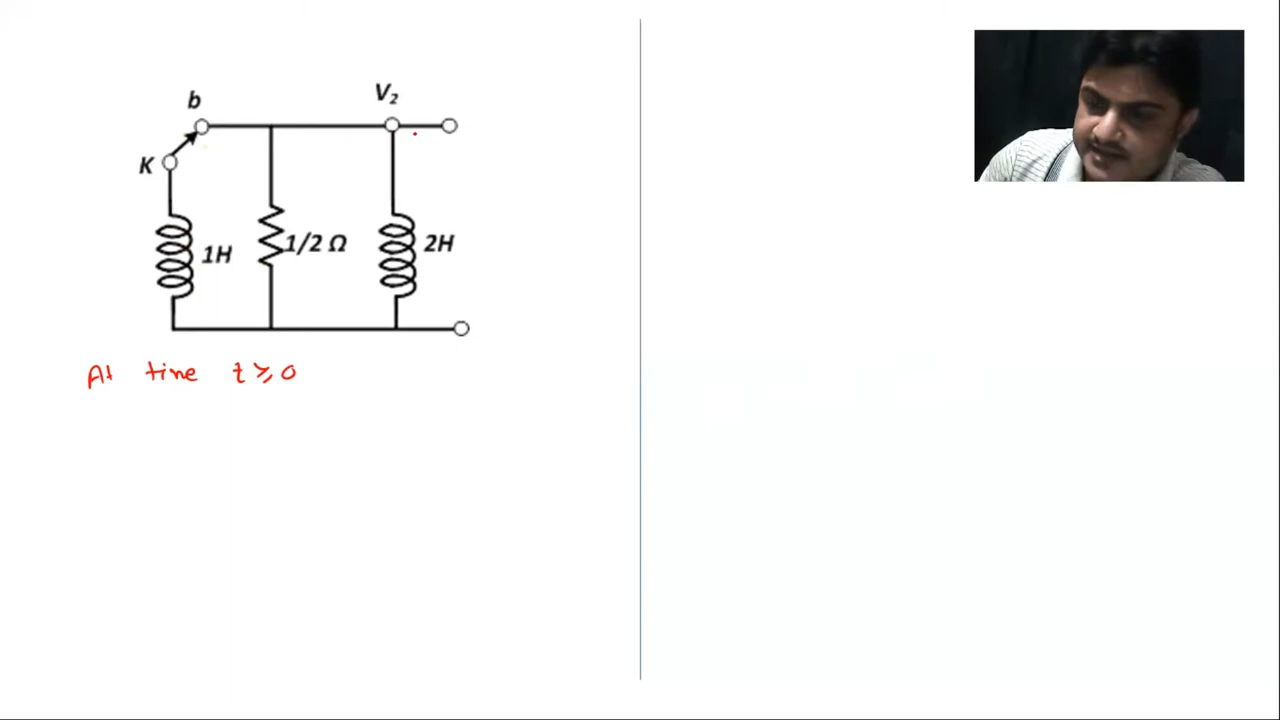 b
V₂
K
1H
1/2 Ω
2H
At time t ≥ 0